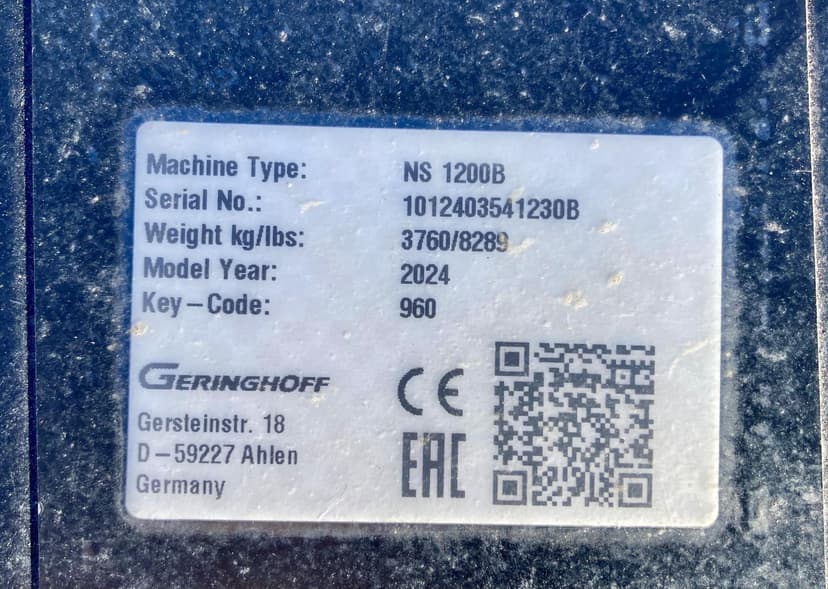 Machine Type: NS 1200B
Serial No.: 1012403541230B
Weight kg/lbs: 3760/8289
Model Year: 2024
Key-Code: 960
GERINGHOFF
Gersteinstr. 18
D-59227 Ahlen
Germany
CE
EAC